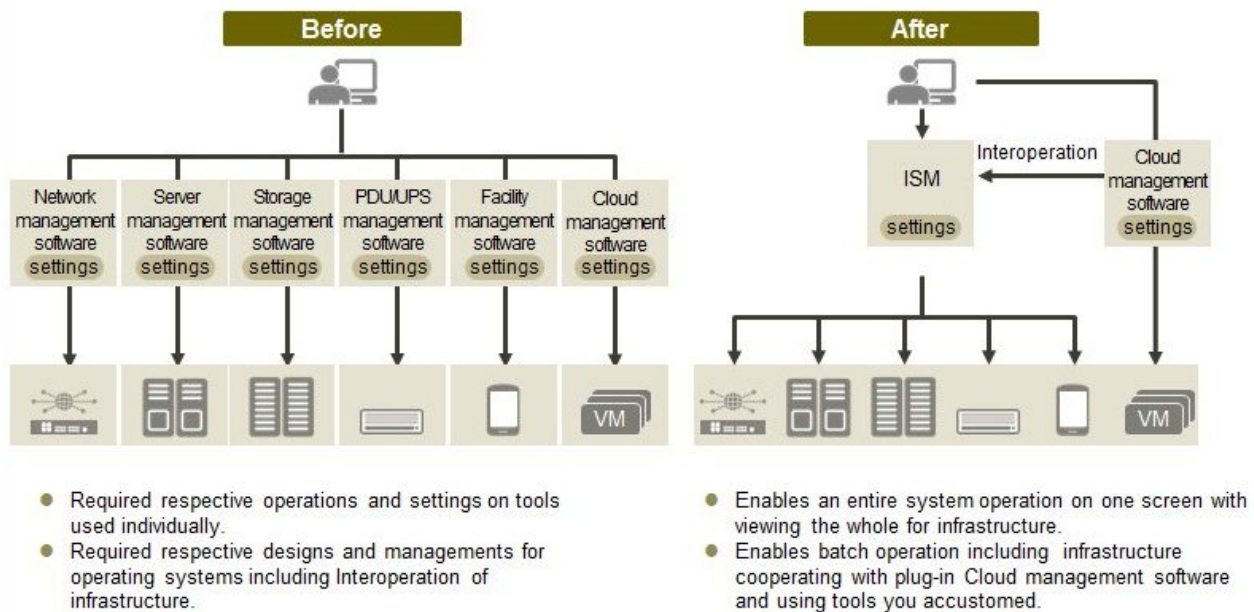 Before
Network
management
software
settings
Server
management
software
settings
Storage
management
software
settings
PDU/UPS
management
software
settings
Facility
management
software
settings
Cloud
management
software
settings
VM
● Required respective operations and settings on tools
used individually.
● Required respective designs and managements for
operating systems including Interoperation of
infrastructure.
After
ISM
settings
Interoperation
Cloud
management
software
settings
VM
● Enables an entire system operation on one screen with
viewing the whole for infrastructure.
● Enables batch operation including infrastructure
cooperating with plug-in Cloud management software
and using tools you accustomed.